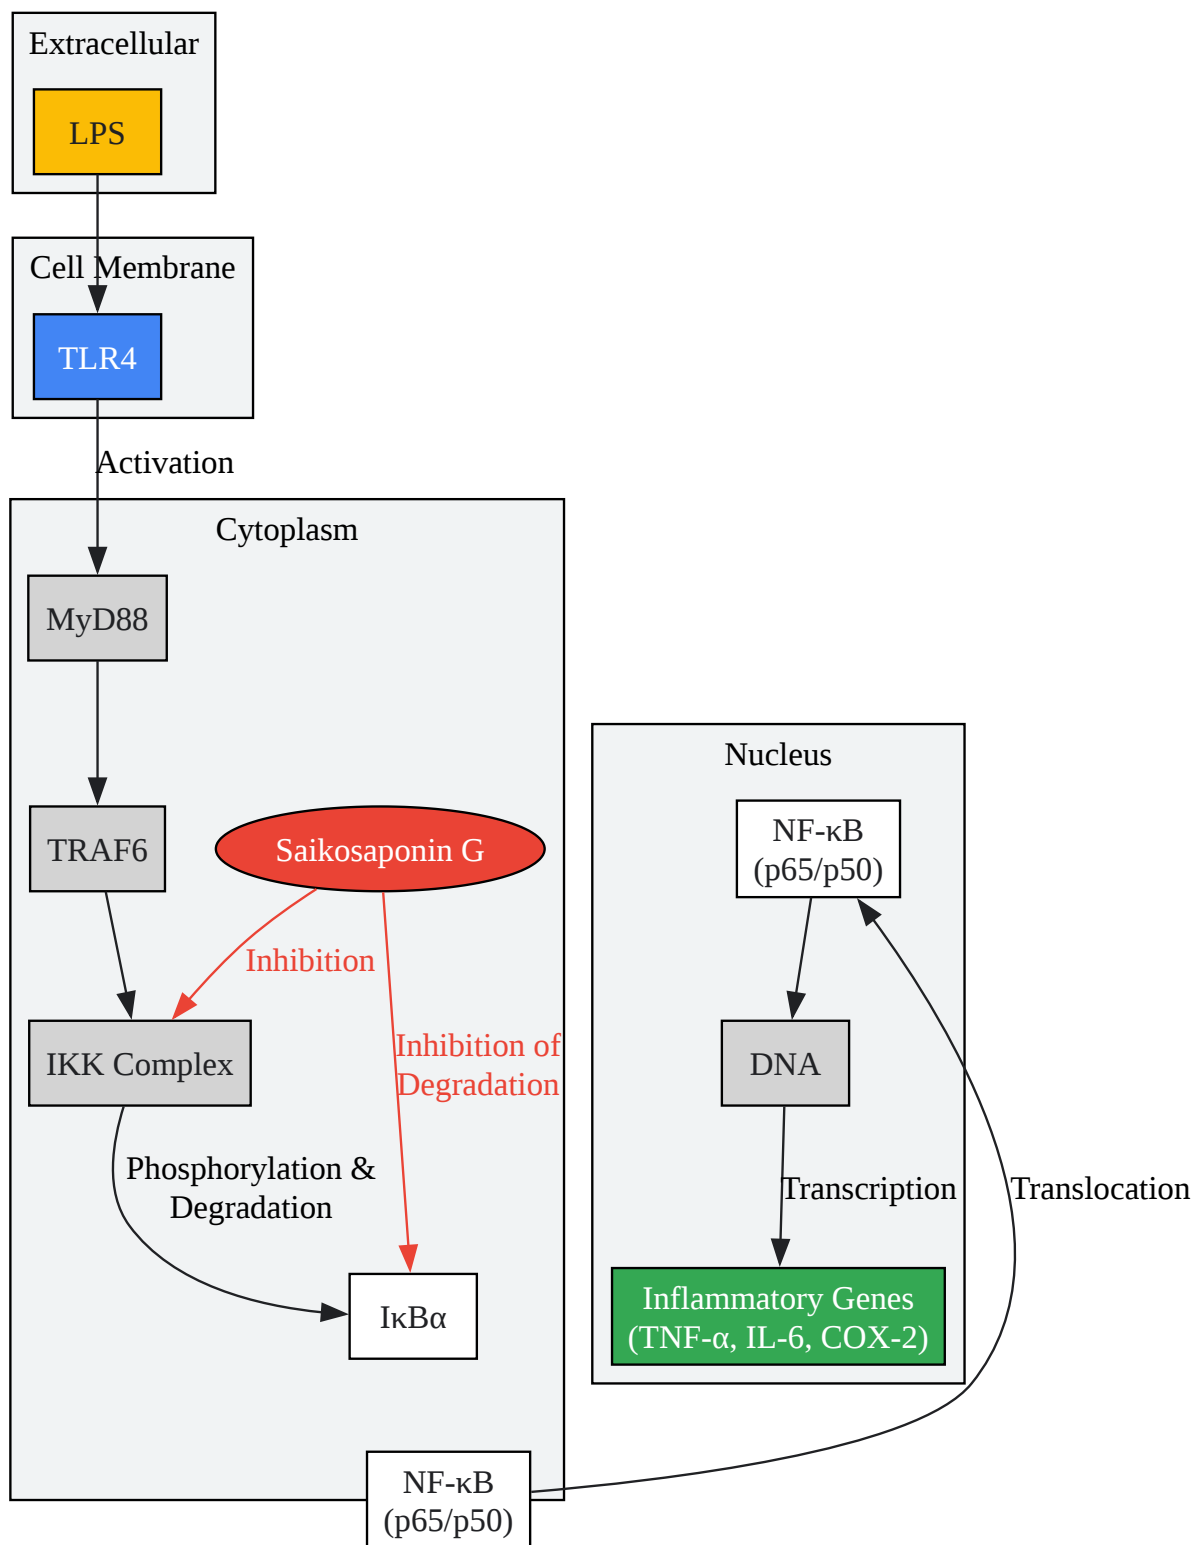 Extracellular
LPS
Cell Membrane
TLR4
Activation
Cytoplasm
MyD88
TRAF6
Saikosaponin G
Inhibition
IKK Complex
Inhibition of
Degradation
Phosphorylation &
Degradation
IκBα
NF-κB
(p65/p50)
Nucleus
NF-κB
(p65/p50)
DNA
Transcription
Translocation
Inflammatory Genes
(TNF-α, IL-6, COX-2)